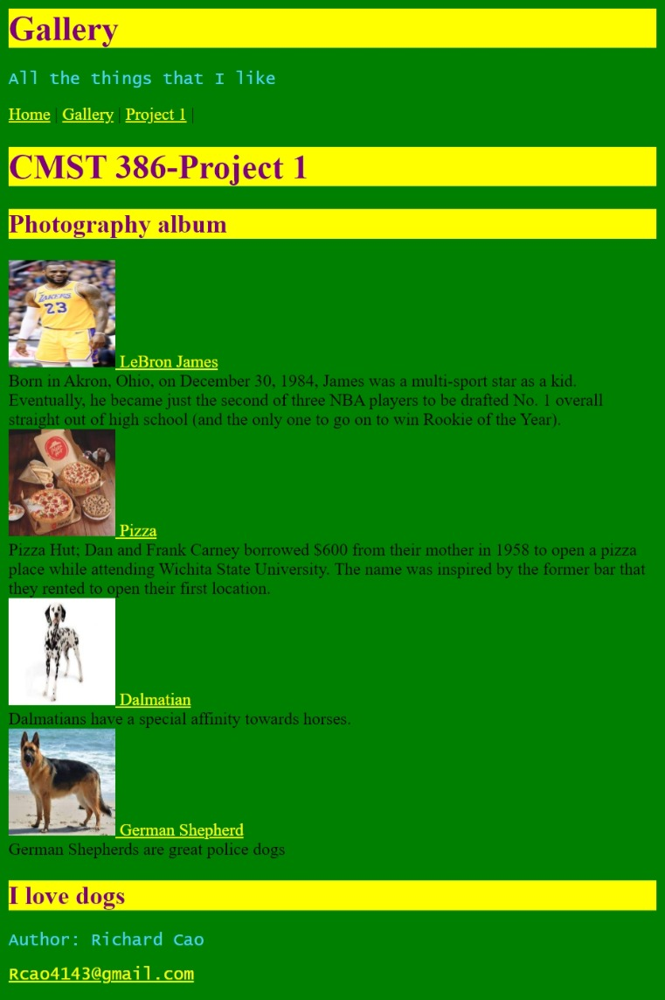 Gallery
All the things that I like
Home | Gallery | Project 1 |
CMST 386-Project 1
Photography album
LAKERS
23
LeBron James
Born in Akron, Ohio, on December 30, 1984, James was a multi-sport star as a kid.
Eventually, he became just the second of three NBA players to be drafted No. 1 overall
straight out of high school (and the only one to go on to win Rookie of the Year).
Pizza
Pizza Hut; Dan and Frank Carney borrowed $600 from their mother in 1958 to open a pizza
place while attending Wichita State University. The name was inspired by the former bar that
they rented to open their first location.
Dalmatian
Dalmatians have a special affinity towards horses.
German Shepherd
German Shepherds are great police dogs
I love dogs
Author: Richard Cao
Rcao4143@gmail.com